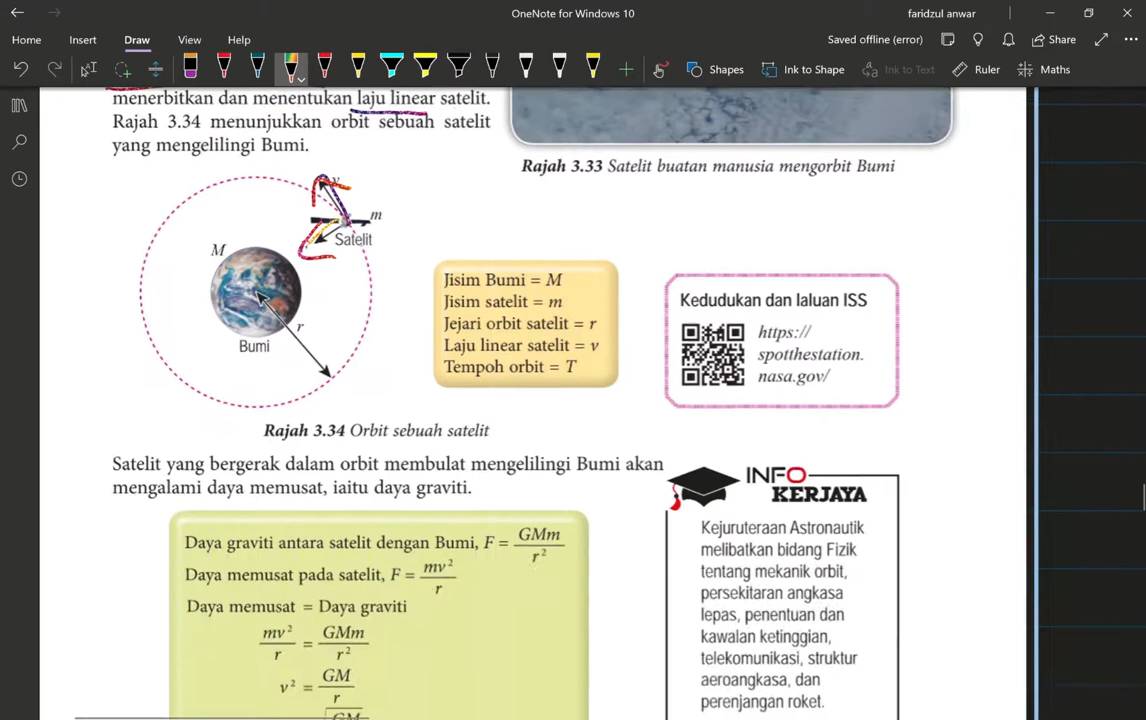 OneNote for Windows 10
faridzul anwar
Home Insert Draw View Help
Saved offline (error)
Share
Shapes
Ink to Shape
Ink to Text
Ruler
Maths
menerbitkan dan menentukan laju linear satelit.
Rajah 3.34 menunjukkan orbit sebuah satelit
yang mengelilingi Bumi.
Rajah 3.33 Satelit buatan manusia mengorbit Bumi
v
m
Satelit
M
r
Bumi
Rajah 3.34 Orbit sebuah satelit
Jisim Bumi = M
Jisim satelit = m
Jejari orbit satelit = r
Laju linear satelit = v
Tempoh orbit = T
Kedudukan dan laluan ISS
https://
spotthestation.
nasa.gov/
Satelit yang bergerak dalam orbit membulat mengelilingi Bumi akan
mengalami daya memusat, iaitu daya graviti.
Daya graviti antara satelit dengan Bumi, F = GMm / r²
Daya memusat pada satelit, F = mv² / r
Daya memusat = Daya graviti
mv² / r = GMm / r²
v² = GM / r
GM
INFO
KERJAYA
Kejuruteraan Astronautik
melibatkan bidang Fizik
tentang mekanik orbit,
persekitaran angkasa
lepas, penentuan dan
kawalan ketinggian,
telekomunikasi, struktur
aeroangkasa, dan
perenjangan roket.